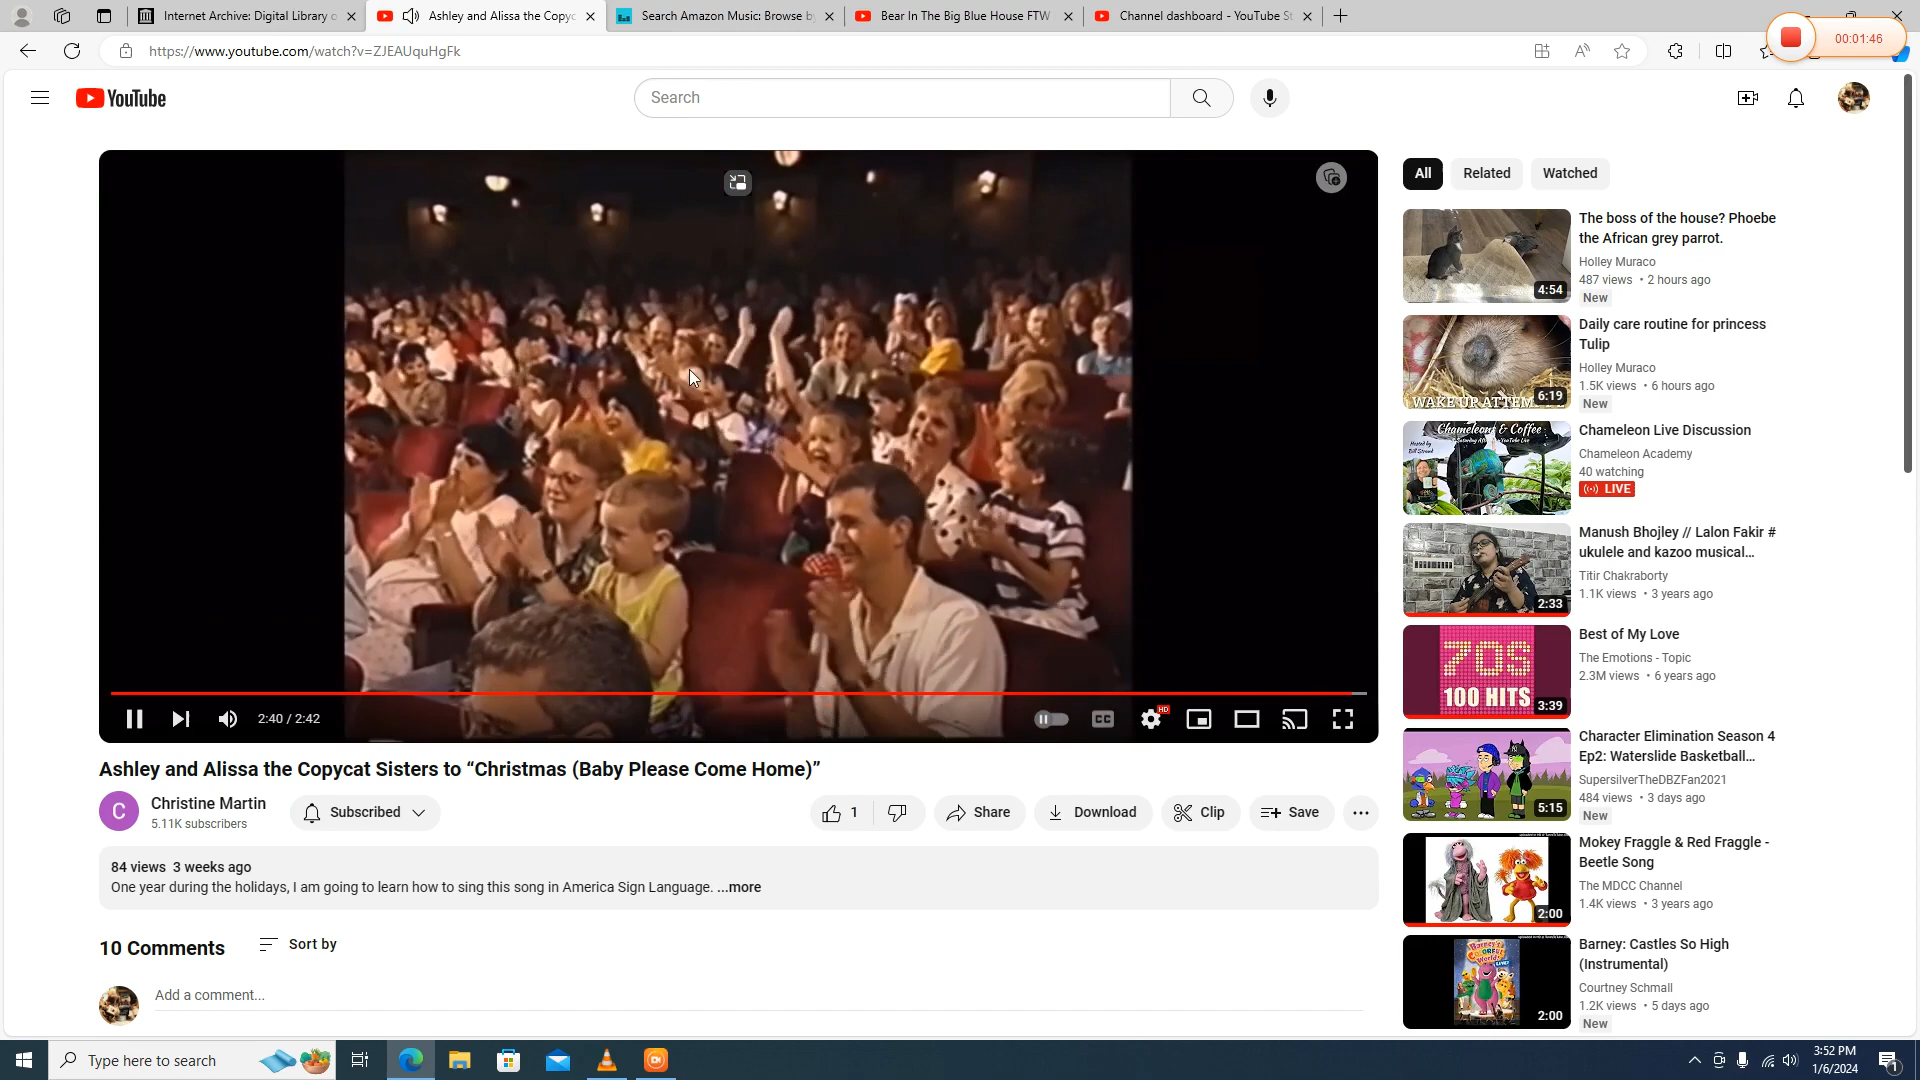 Internet Archive: Digital Library o
Ashley and Alissa the Copyc
Search Amazon Music: Browse b
Bear In The Big Blue House FTW
Channel dashboard - YouTube St
https://www.youtube.com/watch?v=ZJEAUquHgFk
00:01:46
YouTube
Search
All
Related
Watched
The boss of the house? Phoebe
the African grey parrot.
Holley Muraco
487 views • 2 hours ago
New
4:54
Daily care routine for princess
Tulip
Holley Muraco
1.5K views • 6 hours ago
New
WAKE UP ATTEM
6:19
Chameleons & Coffee
Hosted by
Bill Strand
Chameleon Live Discussion
Chameleon Academy
40 watching
LIVE
Manush Bhojley // Lalon Fakir #
ukulele and kazoo musical...
Titir Chakraborty
1.1K views • 3 years ago
2:33
70s
100 HITS
3:39
Best of My Love
The Emotions - Topic
2.3M views • 6 years ago
Character Elimination Season 4
Ep2: Waterslide Basketball...
SupersilverTheDBZFan2021
484 views • 3 days ago
New
5:15
Mokey Fraggle & Red Fraggle -
Beetle Song
The MDCC Channel
1.4K views • 3 years ago
2:00
Barney: Castles So High
(Instrumental)
Courtney Schmall
1.2K views • 5 days ago
New
2:00
2:40 / 2:42
CC
HD
Ashley and Alissa the Copycat Sisters to “Christmas (Baby Please Come Home)”
C
Christine Martin
5.11K subscribers
Subscribed
1
Share
Download
Clip
Save
84 views 3 weeks ago
One year during the holidays, I am going to learn how to sing this song in America Sign Language. ...more
10 Comments
Sort by
Add a comment...
Type here to search
3:52 PM
1/6/2024
1